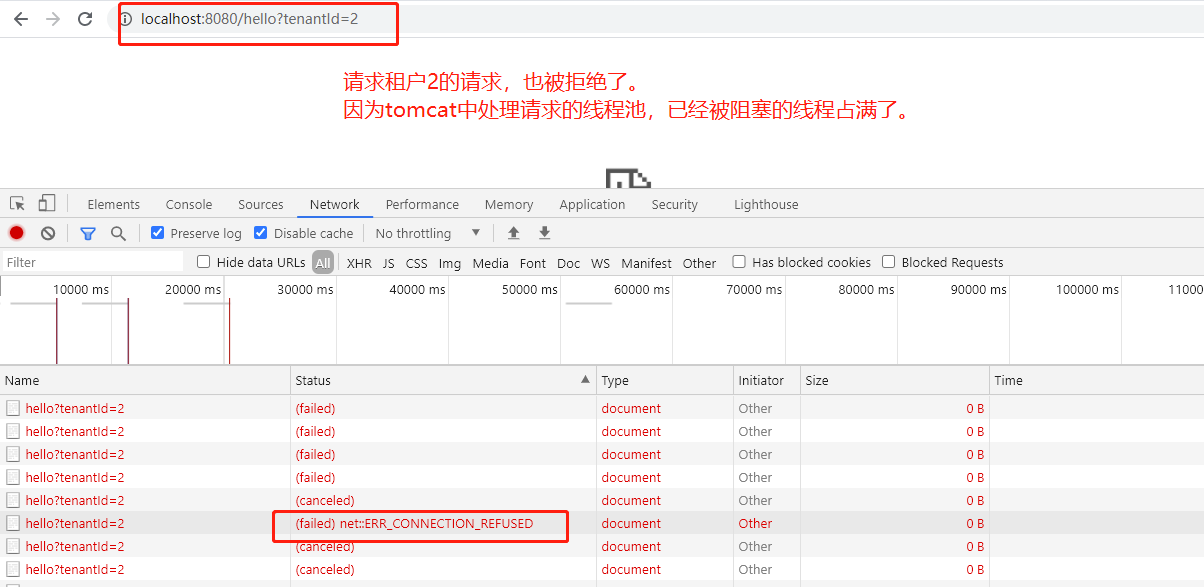 localhost:8080/hello?tenantId=2
请求租户2的请求，也被拒绝了。
因为tomcat中处理请求的线程池，已经被阻塞的线程占满了。
Elements Console Sources Network Performance Memory Application Security Lighthouse
Preserve log Disable cache No throttling
Filter Hide data URLs All XHR JS CSS Img Media Font Doc WS Manifest Other Has blocked cookies Blocked Requests
10000 ms 20000 ms 30000 ms 40000 ms 50000 ms 60000 ms 70000 ms 80000 ms 90000 ms 100000 ms 11000
Name Status Type Initiator Size Time
hello?tenantId=2 (failed) document Other 0 B
hello?tenantId=2 (failed) document Other 0 B
hello?tenantId=2 (failed) document Other 0 B
hello?tenantId=2 (failed) document Other 0 B
hello?tenantId=2 (canceled) document Other 0 B
hello?tenantId=2 (failed) net::ERR_CONNECTION_REFUSED document Other 0 B
hello?tenantId=2 (canceled) document Other 0 B
hello?tenantId=2 (canceled) document Other 0 B